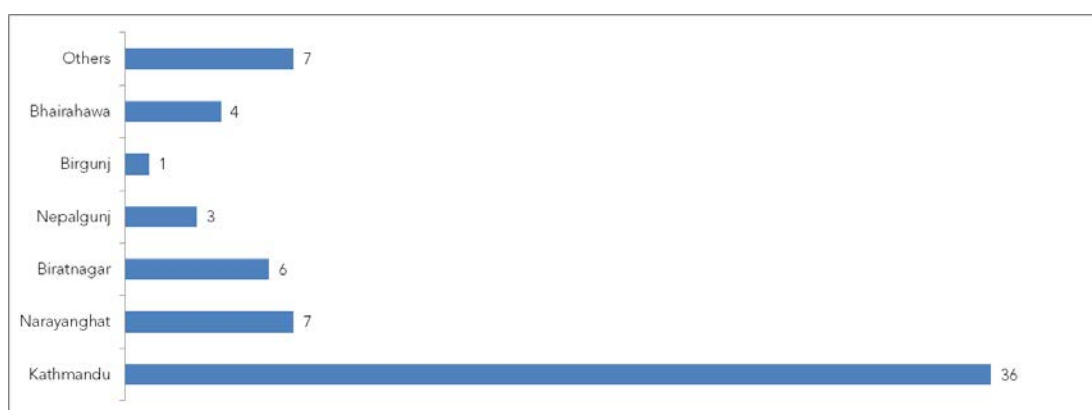 Others 7
Bhairahawa 4
Birgunj 1
Nepalgunj 3
Biratnagar 6
Narayanghat 7
Kathmandu 36